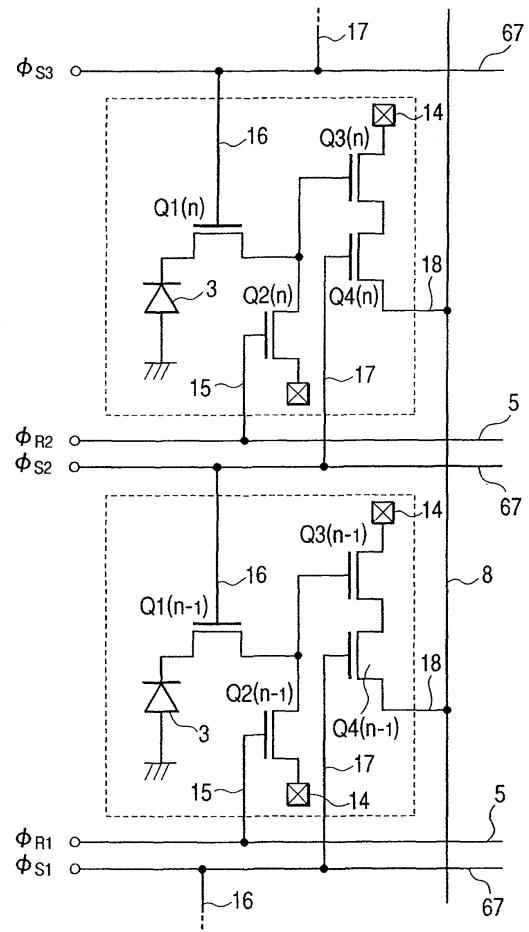 17
67
ΦS3
14
Q3(n)
16
Q1(n)
18
3
Q4(n)
Q2(n)
15
17
5
ΦR2
ΦS2
67
14
Q3(n-1)
16
8
Q1(n-1)
18
Q2(n-1)
3
Q4(n-1)
17
15
14
5
ΦR1
ΦS1
16
67